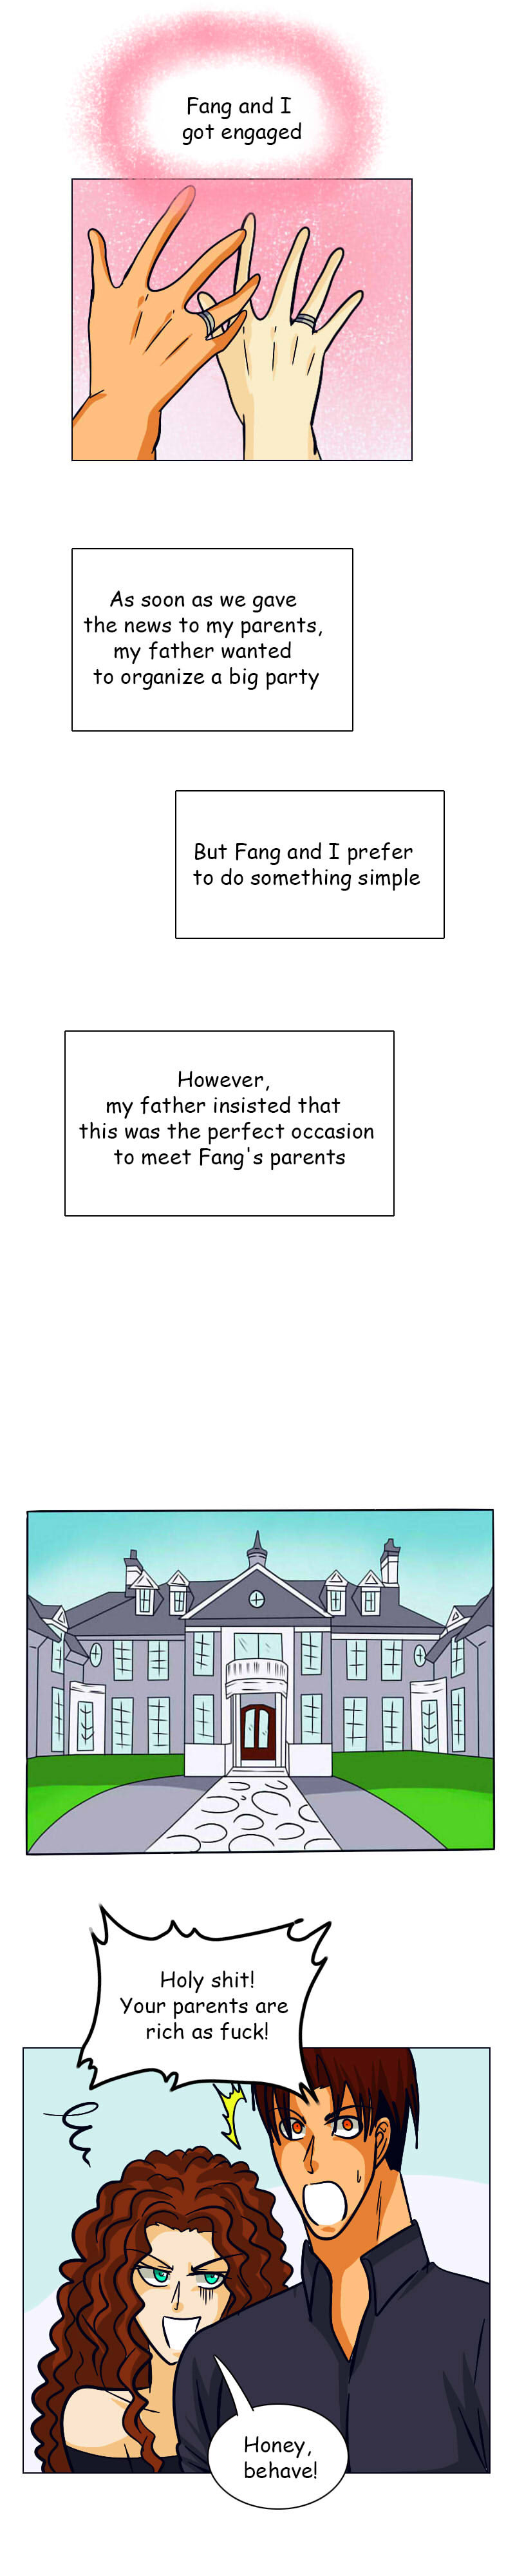 Fang and I
got engaged
As soon as we gave
the news to my parents,
my father wanted
to organize a big party
But Fang and I prefer
to do something simple
However,
my father insisted that
this was the perfect occasion
to meet Fang's parents
Holy shit!
Your parents are
rich as fuck!
Honey,
behave!